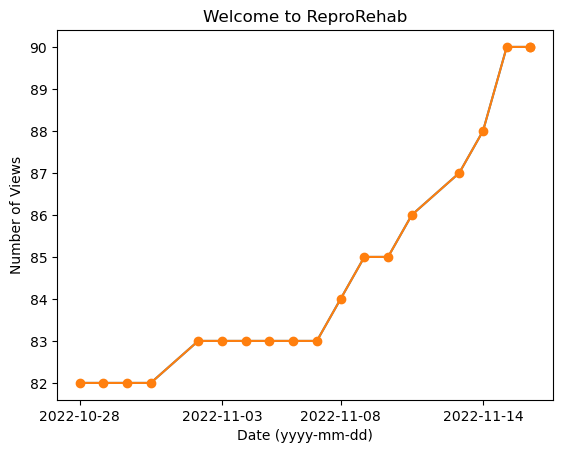 Welcome to ReproRehab
90
89
88
87
86
85
84
83
82
Number of Views
2022-10-28 2022-11-03 2022-11-08 2022-11-14
Date (yyyy-mm-dd)